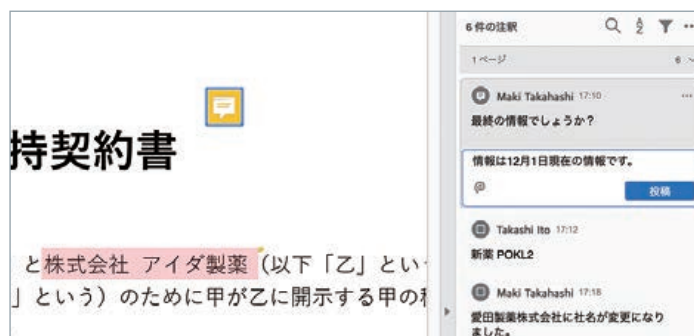 持契約書
と株式会社 アイダ製薬 (以下「乙」とい
」という）のために甲が乙に開示する甲の
6 件の注釈
1 ページ
6
Maki Takahashi 17:10
最終の情報でしょうか？
情報は12月1日現在の情報です。
投稿
Takashi Ito 17:12
新薬 POKL2
Maki Takahashi 17:18
愛田製薬株式会社に社名が変更になり
ました。